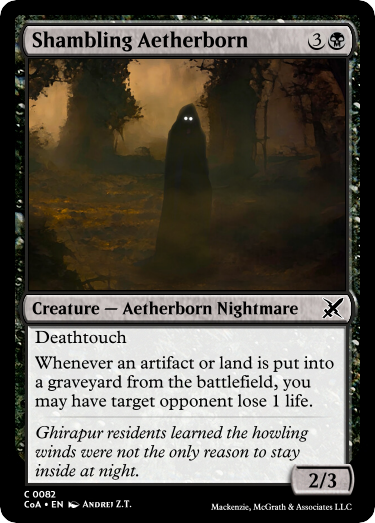 Shambling Aetherborn 3
Creature — Aetherborn Nightmare
Deathtouch
Whenever an artifact or land is put into
a graveyard from the battlefield, you
may have target opponent lose 1 life.
Ghirapur residents learned the howling
winds were not the only reason to stay
inside at night.
2/3
C 0082
CoA • EN Andrej Z.T.
Mackenzie, McGrath & Associates LLC